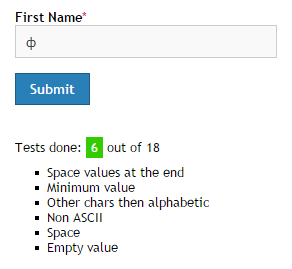 First Name*
ф
Submit
Tests done: 6 out of 18
Space values at the end
Minimum value
Other chars then alphabetic
Non ASCII
Space
Empty value